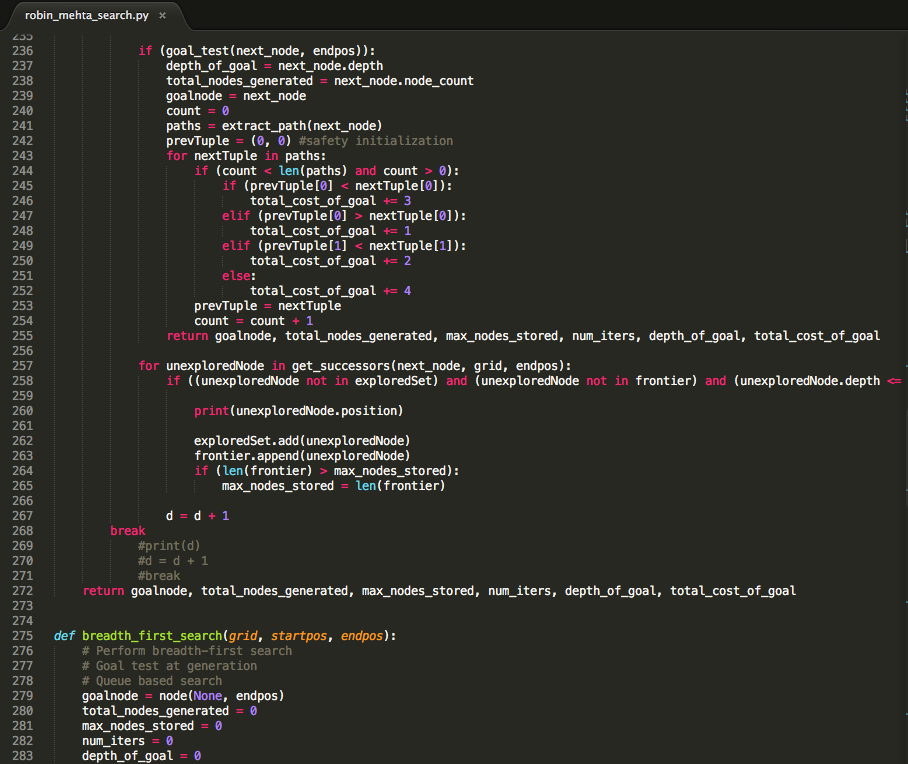 robin_mehta_search.py ×
235
236 if (goal_test(next_node, endpos)):
237 depth_of_goal = next_node.depth
238 total_nodes_generated = next_node.node_count
239 goalnode = next_node
240 count = 0
241 paths = extract_path(next_node)
242 prevTuple = (0, 0) #safety initialization
243 for nextTuple in paths:
244 if (count < len(paths) and count > 0):
245 if (prevTuple[0] < nextTuple[0]):
246 total_cost_of_goal += 3
247 elif (prevTuple[0] > nextTuple[0]):
248 total_cost_of_goal += 1
249 elif (prevTuple[1] < nextTuple[1]):
250 total_cost_of_goal += 2
251 else:
252 total_cost_of_goal += 4
253 prevTuple = nextTuple
254 count = count + 1
255 return goalnode, total_nodes_generated, max_nodes_stored, num_iters, depth_of_goal, total_cost_of_goal
256
257 for unexploredNode in get_successors(next_node, grid, endpos):
258 if ((unexploredNode not in exploredSet) and (unexploredNode not in frontier) and (unexploredNode.depth <=
259
260 print(unexploredNode.position)
261
262 exploredSet.add(unexploredNode)
263 frontier.append(unexploredNode)
264 if (len(frontier) > max_nodes_stored):
265 max_nodes_stored = len(frontier)
266
267 d = d + 1
268 break
269 #print(d)
270 #d = d + 1
271 #break
272 return goalnode, total_nodes_generated, max_nodes_stored, num_iters, depth_of_goal, total_cost_of_goal
273
274
275 def breadth_first_search(grid, startpos, endpos):
276 # Perform breadth-first search
277 # Goal test at generation
278 # Queue based search
279 goalnode = node(None, endpos)
280 total_nodes_generated = 0
281 max_nodes_stored = 0
282 num_iters = 0
283 depth_of_goal = 0